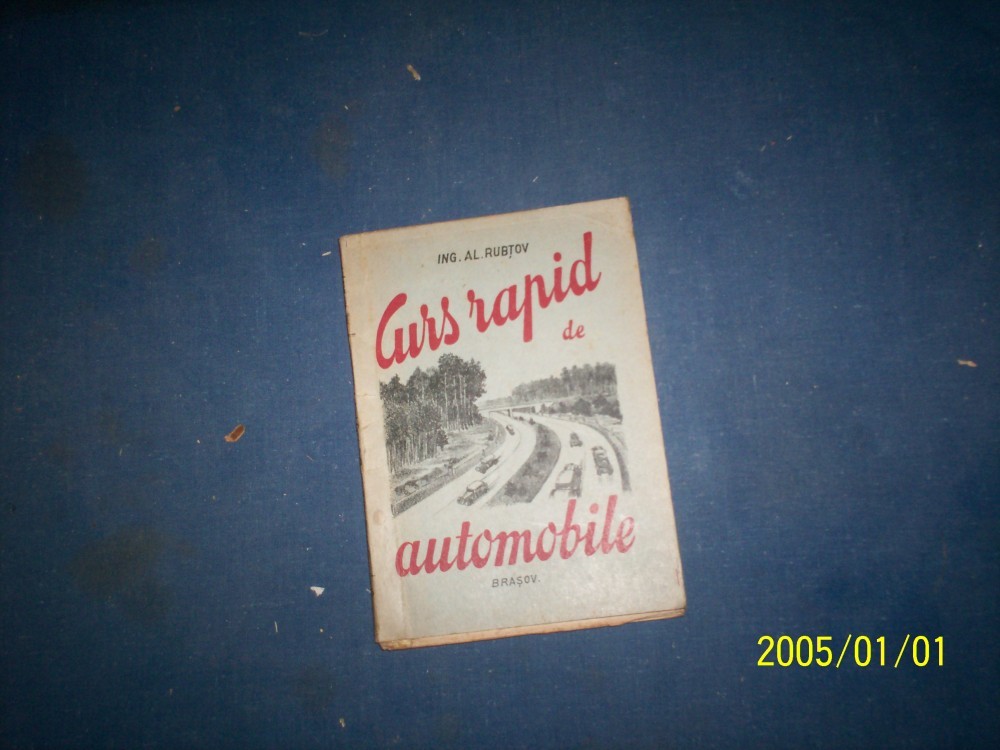 ING. AL. RUBȚOV
Curs rapid
de
automobile
BRAȘOV.
2005/01/01